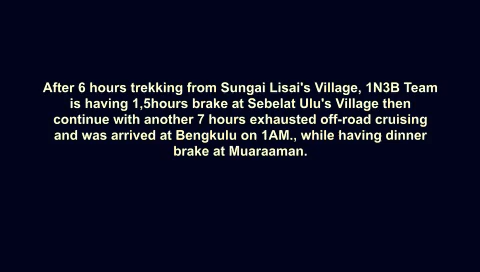 After 6 hours trekking from Sungai Lisai's Village, 1N3B Team
is having 1,5hours brake at Sebelat Ulu's Village then
continue with another 7 hours exhausted off-road cruising
and was arrived at Bengkulu on 1AM., while having dinner
brake at Muaraaman.